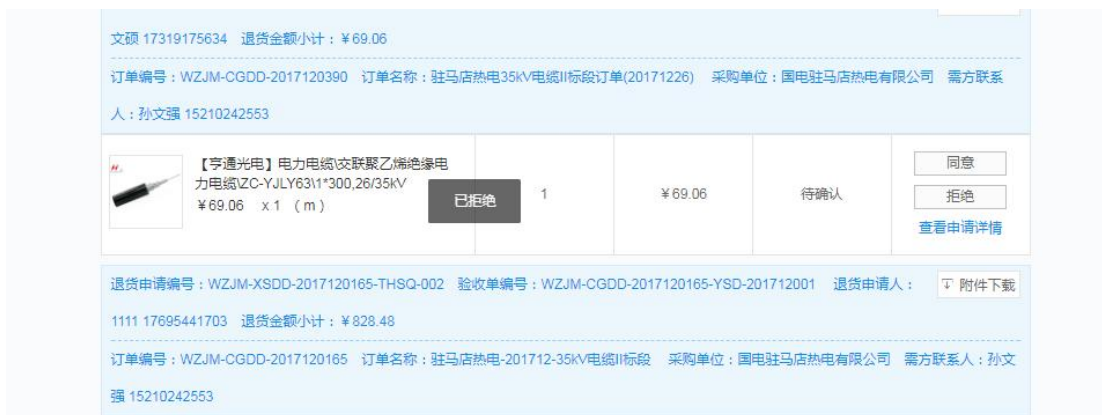 文硕 17319175634 退货金额小计：￥69.06
订单编号：WZJM-CGDD-2017120390 订单名称：驻马店热电35kV电缆II标段订单(20171226) 采购单位：国电驻马店热电有限公司 需方联系
人：孙文强 15210242553
【亨通光电】电力电缆\交联聚乙烯绝缘电
力电缆\ZC-YJLY63\1*300,26/35kV
￥69.06 x 1 （m）
已拒绝
1
￥69.06
待确认
同意
拒绝
查看申请详情
退货申请编号：WZJM-XSDD-2017120165-THSQ-002 验收单编号：WZJM-CGDD-2017120165-YSD-201712001 退货申请人：
附件下载
1111 17695441703 退货金额小计：￥828.48
订单编号：WZJM-CGDD-2017120165 订单名称：驻马店热电-201712-35kV电缆II标段 采购单位：国电驻马店热电有限公司 需方联系人：孙文
强 15210242553